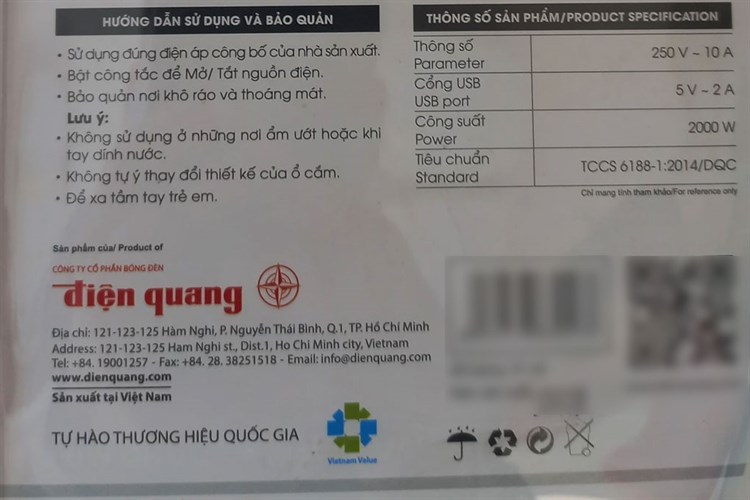 HƯỚNG DẪN SỬ DỤNG VÀ BẢO QUẢN
• Sử dụng đúng điện áp công bố của nhà sản xuất.
• Bật công tắc để Mở/ Tắt nguồn điện.
• Bảo quản nơi khô ráo và thoáng mát.
Lưu ý:
• Không sử dụng ở những nơi ẩm ướt hoặc khi
tay dính nước.
• Không tự ý thay đổi thiết kế của ổ cắm.
• Để xa tầm tay trẻ em.
THÔNG SỐ SẢN PHẨM/PRODUCT SPECIFICATION
Thông số
Parameter
250 V ~ 10 A
Cổng USB
USB port
5 V ~ 2 A
Công suất
Power
2000 W
Tiêu chuẩn
Standard
TCCS 6188-1:2014/DQC
Chỉ mang tính tham khảo/For reference only
Sản phẩm của/ Product of
CÔNG TY CỔ PHẦN BÓNG ĐÈN
điện quang
Địa chỉ: 121-123-125 Hàm Nghi, P. Nguyễn Thái Bình, Q.1, TP. Hồ Chí Minh
Address: 121-123-125 Ham Nghi st., Dist.1, Ho Chi Minh city, Vietnam
Tel: +84. 19001257 - Fax: +84. 28. 38251518 - Email: info@dienquang.com
www.dienquang.com
Sản xuất tại Việt Nam
TỰ HÀO THƯƠNG HIỆU QUỐC GIA
Vietnam Value